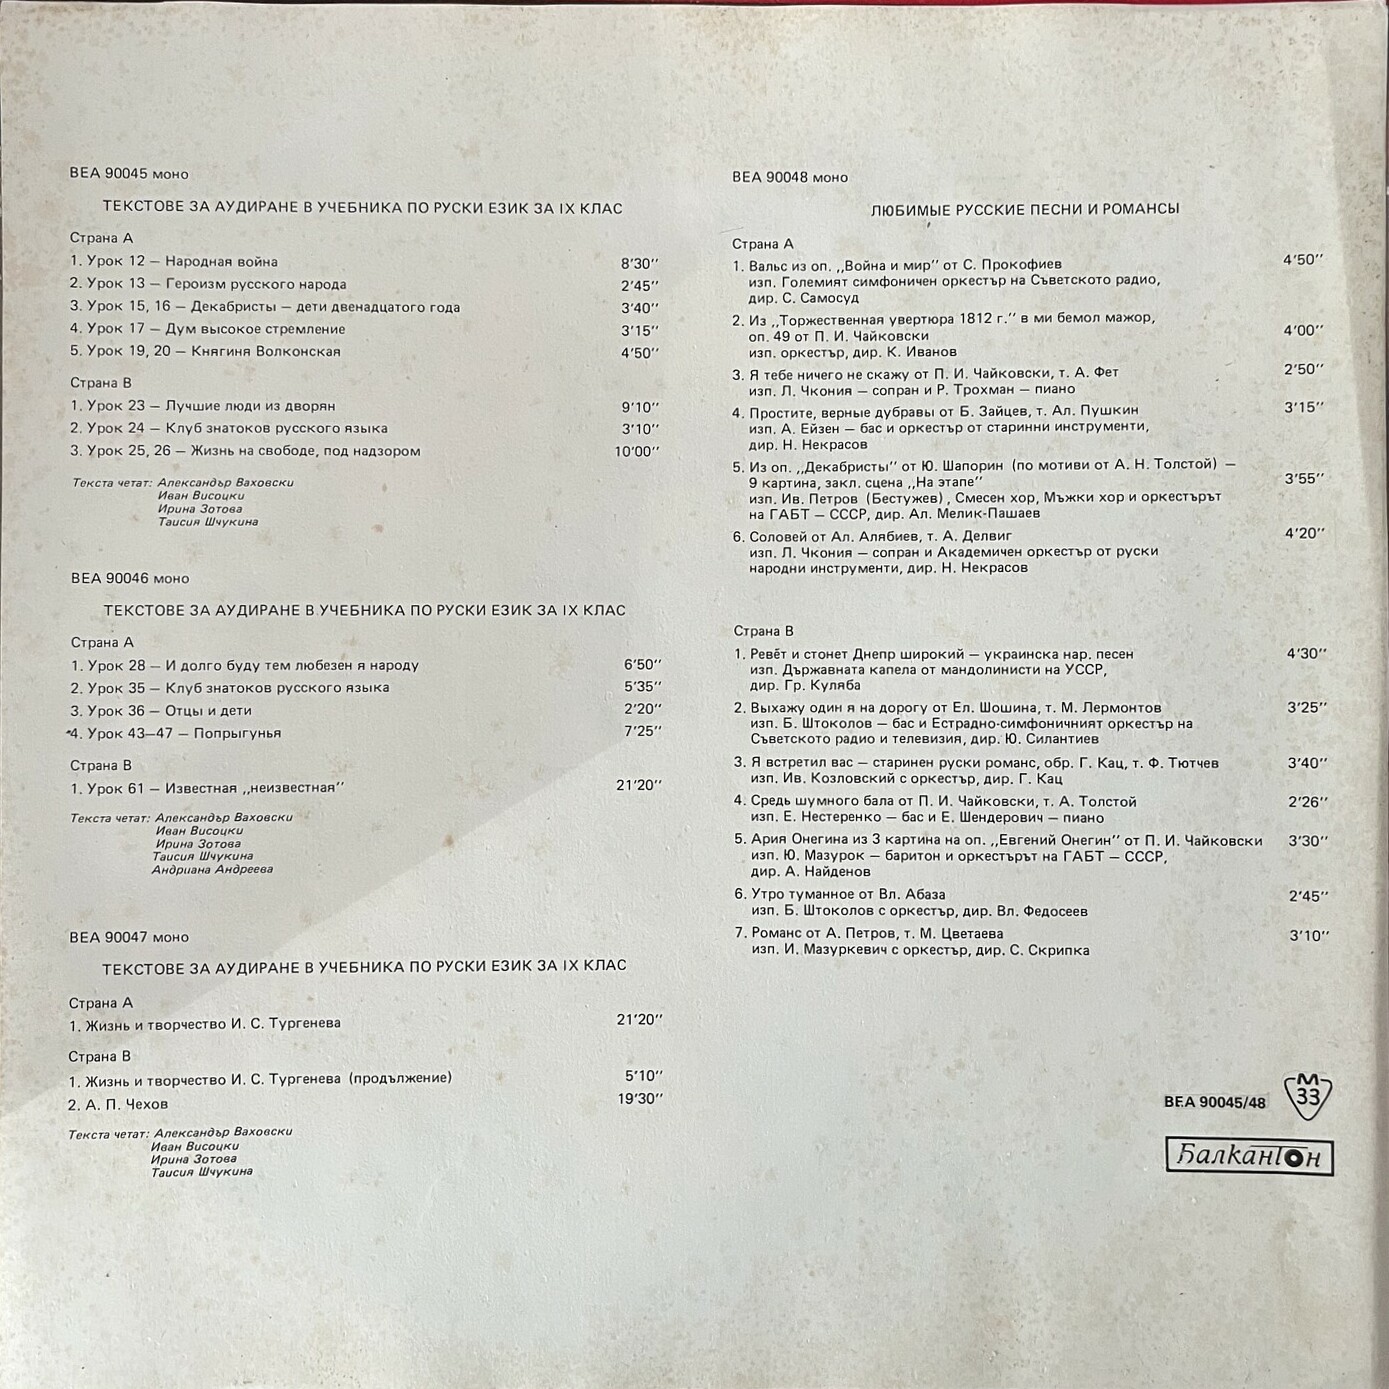 ВЕА 90045 моно
ТЕКСТОВЕ ЗА АУДИРАНЕ В УЧЕБНИКА ПО РУСКИ ЕЗИК ЗА IX КЛАС
Страна А
1. Урок 12 — Народная война 8'30''
2. Урок 13 — Героизм русского народа 2'45''
3. Урок 15, 16 — Декабристы — дети двенадцатого года 3'40''
4. Урок 17 — Дум высокое стремление 3'15''
5. Урок 19, 20 — Княгиня Волконская 4'50''
Страна В
1. Урок 23 — Лучшие люди из дворян 9'10''
2. Урок 24 — Клуб знатоков русского языка 3'10''
3. Урок 25, 26 — Жизнь на свободе, под надзором 10'00''
Текста четат: Александър Ваховски
Иван Висоцки
Ирина Зотова
Таисия Шчукина
ВЕА 90046 моно
ТЕКСТОВЕ ЗА АУДИРАНЕ В УЧЕБНИКА ПО РУСКИ ЕЗИК ЗА IX КЛАС
Страна А
1. Урок 28 — И долго буду тем любезен я народу 6'50''
2. Урок 35 — Клуб знатоков русского языка 5'35''
3. Урок 36 — Отцы и дети 2'20''
4. Урок 43—47 — Попрыгунья 7'25''
Страна В
1. Урок 61 — Известная ,,неизвестная'' 21'20''
Текста четат: Александър Ваховски
Иван Висоцки
Ирина Зотова
Таисия Шчукина
Андриана Андреева
ВЕА 90047 моно
ТЕКСТОВЕ ЗА АУДИРАНЕ В УЧЕБНИКА ПО РУСКИ ЕЗИК ЗА IX КЛАС
Страна А
1. Жизнь и творчество И. С. Тургенева 21'20''
Страна В
1. Жизнь и творчество И. С. Тургенева (продължение) 5'10''
2. А. П. Чехов 19'30''
Текста четат: Александър Ваховски
Иван Висоцки
Ирина Зотова
Таисия Шчукина
ВЕА 90048 моно
ЛЮБИМЫЕ РУССКИЕ ПЕСНИ И РОМАНСЫ
Страна А
1. Вальс из оп. ,,Война и мир'' от С. Прокофиев 4'50''
изп. Големият симфоничен оркестър на Съветското радио,
дир. С. Самосуд
2. Из ,,Торжественная увертюра 1812 г.'' в ми бемол мажор,
оп. 49 от П. И. Чайковски 4'00''
изп. оркестър, дир. К. Иванов
3. Я тебе ничего не скажу от П. И. Чайковски, т. А. Фет 2'50''
изп. Л. Чкония — сопран и Р. Трохман — пиано
4. Простите, верные дубравы от Б. Зайцев, т. Ал. Пушкин 3'15''
изп. А. Ейзен — бас и оркестър от старинни инструменти,
дир. Н. Некрасов
5. Из оп. ,,Декабристы'' от Ю. Шапорин (по мотиви от А. Н. Толстой) —
9 картина, закл. сцена ,,На этапе'' 3'55''
изп. Ив. Петров (Бестужев), Смесен хор, Мъжки хор и оркестърът
на ГАБТ — СССР, дир. Ал. Мелик-Пашаев
6. Соловей от Ал. Алябиев, т. А. Делвиг 4'20''
изп. Л. Чкония — сопран и Академичен оркестър от руски
народни инструменти, дир. Н. Некрасов
Страна В
1. Ревёт и стонет Днепр широкий — украинска нар. песен 4'30''
изп. Държавната капела от мандолинисти на УССР,
дир. Гр. Куляба
2. Выхажу один я на дорогу от Ел. Шошина, т. М. Лермонтов 3'25''
изп. Б. Штоколов — бас и Естрадно-симфоничният оркестър на
Съветското радио и телевизия, дир. Ю. Силантиев
3. Я встретил вас — старинен руски романс, обр. Г. Кац, т. Ф. Тютчев 3'40''
изп. Ив. Козловский с оркестър, дир. Г. Кац
4. Средь шумного бала от П. И. Чайковски, т. А. Толстой 2'26''
изп. Е. Нестеренко — бас и Е. Шендерович — пиано
5. Ария Онегина из 3 картина на оп. ,,Евгений Онегин'' от П. И. Чайковски 3'30''
изп. Ю. Мазурок — баритон и оркестърът на ГАБТ — СССР,
дир. А. Найденов
6. Утро туманное от Вл. Абаза 2'45''
изп. Б. Штоколов с оркестър, дир. Вл. Федосеев
7. Романс от А. Петров, т. М. Цветаева 3'10''
изп. И. Мазуркевич с оркестър, дир. С. Скрипка
ВЕА 90045/48
М
33
Балкантон